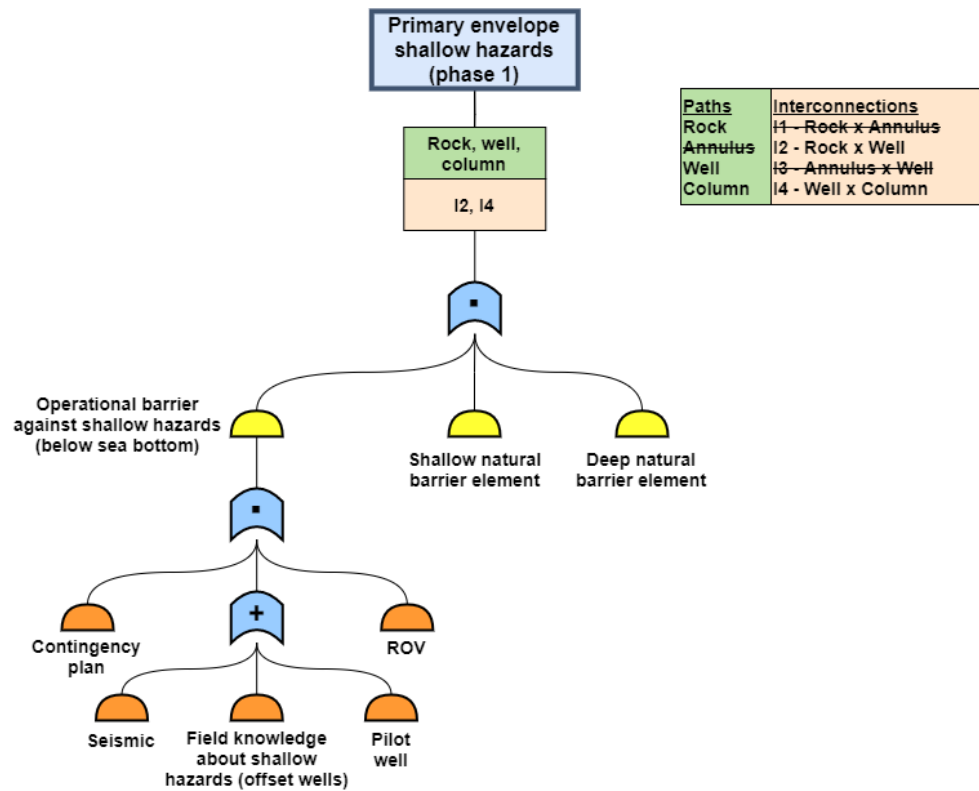 Primary envelope
shallow hazards
(phase 1)
Rock, well,
column
I2, I4
Paths Interconnections
Rock I1 - Rock x Annulus
Annulus I2 - Rock x Well
Well I3 - Annulus x Well
Column I4 - Well x Column
Operational barrier
against shallow hazards
(below sea bottom)
Shallow natural
barrier element
Deep natural
barrier element
+
Contingency
plan
ROV
Seismic
Field knowledge
about shallow
hazards (offset wells)
Pilot
well